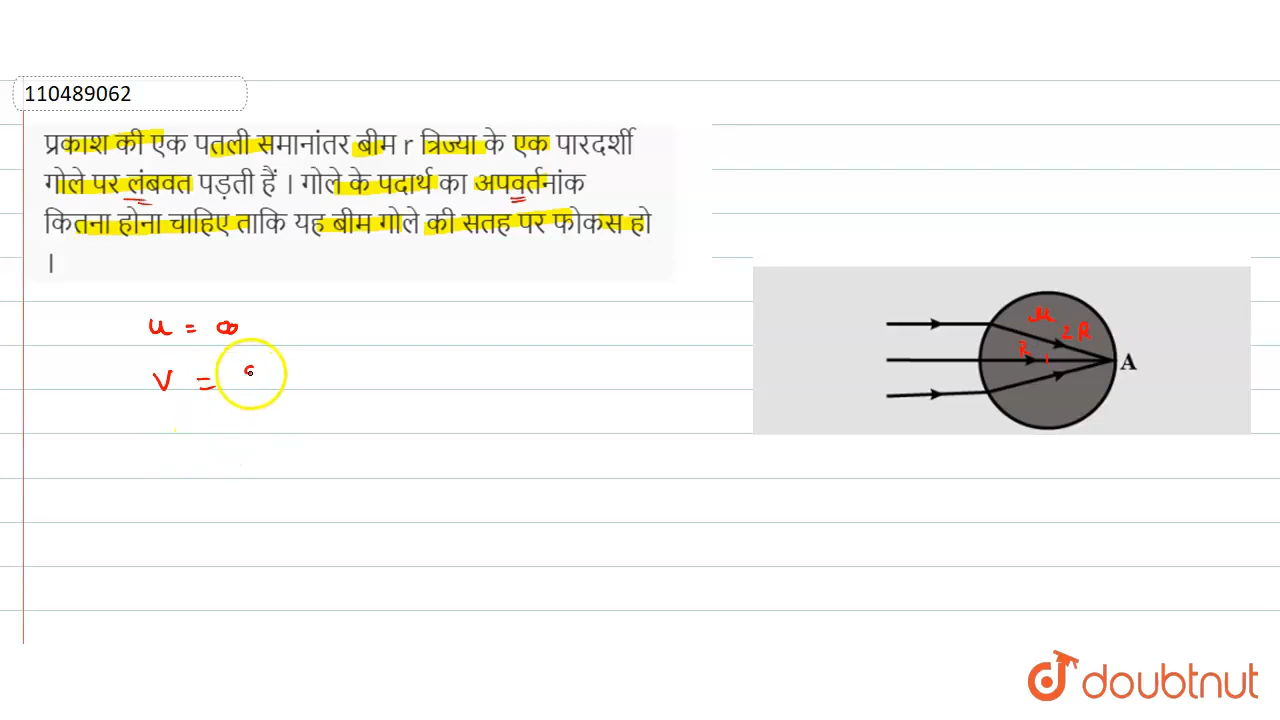 110489062
प्रकाश की एक पतली समानांतर बीम r त्रिज्या के एक पारदर्शी
गोले पर लंबवत पड़ती हैं । गोले के पदार्थ का अपवर्तनांक
कितना होना चाहिए ताकि यह बीम गोले की सतह पर फोकस हो
।
u = ∞
v =
μ
2R
R
A
doubtnut